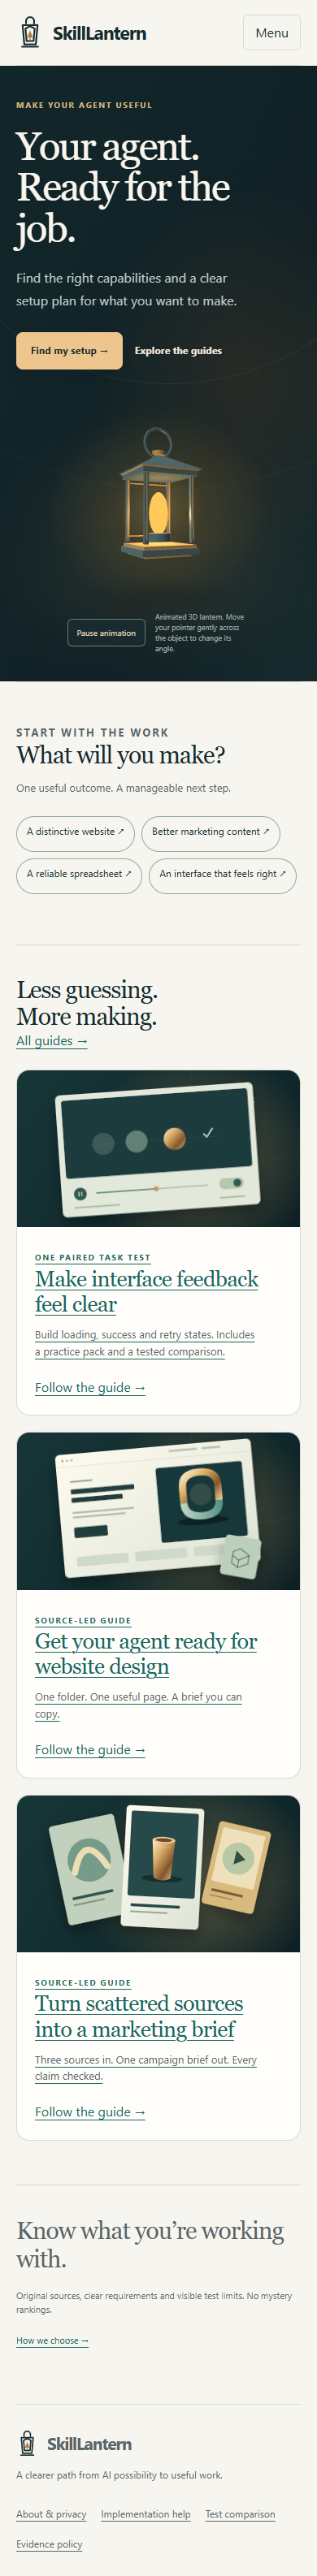 SkillLantern
Menu
MAKE YOUR AGENT USEFUL
Your agent.
Ready for the
job.
Find the right capabilities and a clear
setup plan for what you want to make.
Find my setup →
Explore the guides
Pause animation
Animated 3D lantern. Move
your pointer gently across
the object to change its
angle.
START WITH THE WORK
What will you make?
One useful outcome. A manageable next step.
A distinctive website ↗
Better marketing content ↗
A reliable spreadsheet ↗
An interface that feels right ↗
Less guessing.
More making.
All guides →
ONE PAIRED TASK TEST
Make interface feedback
feel clear
Build loading, success and retry states. Includes
a practice pack and a tested comparison.
Follow the guide →
SOURCE-LED GUIDE
Get your agent ready for
website design
One folder. One useful page. A brief you can
copy.
Follow the guide →
SOURCE-LED GUIDE
Turn scattered sources
into a marketing brief
Three sources in. One campaign brief out. Every
claim checked.
Follow the guide →
Know what you’re working
with.
Original sources, clear requirements and visible test limits. No mystery
rankings.
How we choose →
SkillLantern
A clearer path from AI possibility to useful work.
About & privacy
Implementation help
Test comparison
Evidence policy